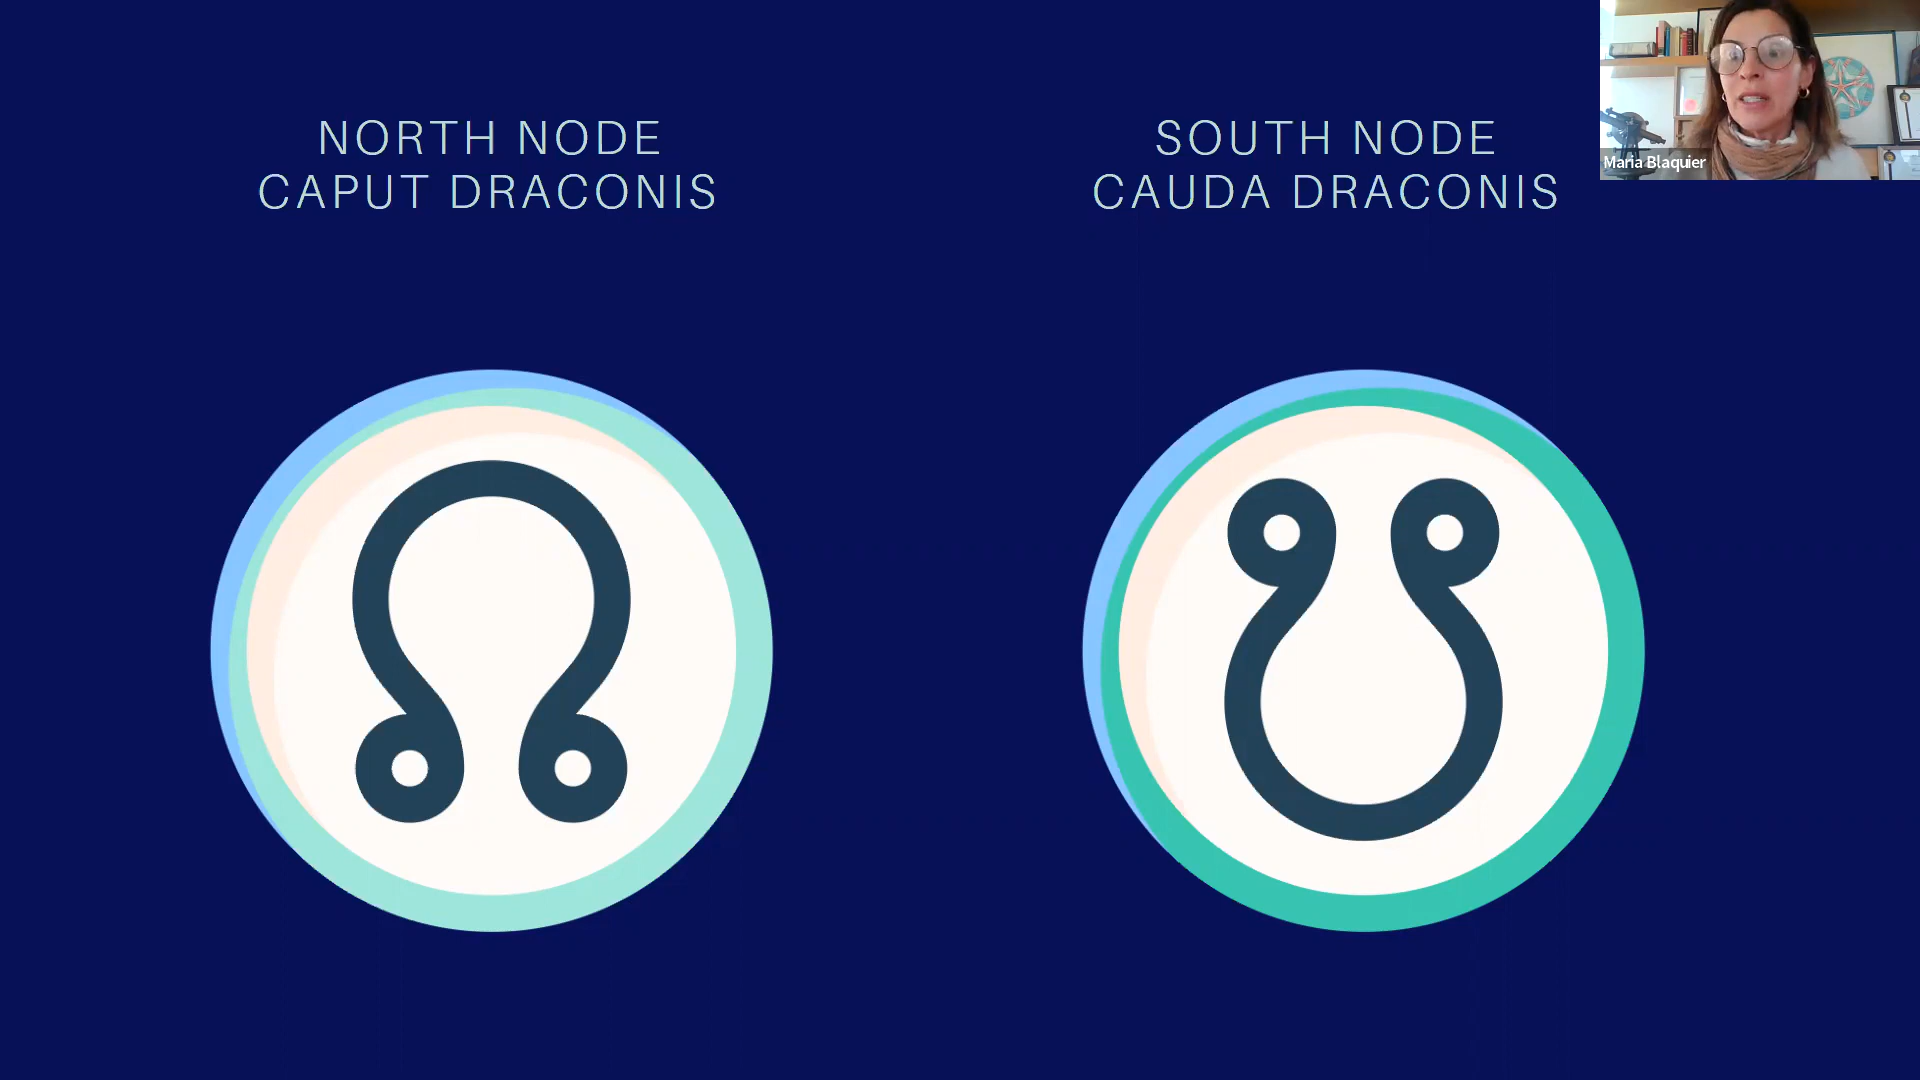 NORTH NODE
CAPUT DRACONIS
SOUTH NODE
CAUDA DRACONIS
Maria Blaquier